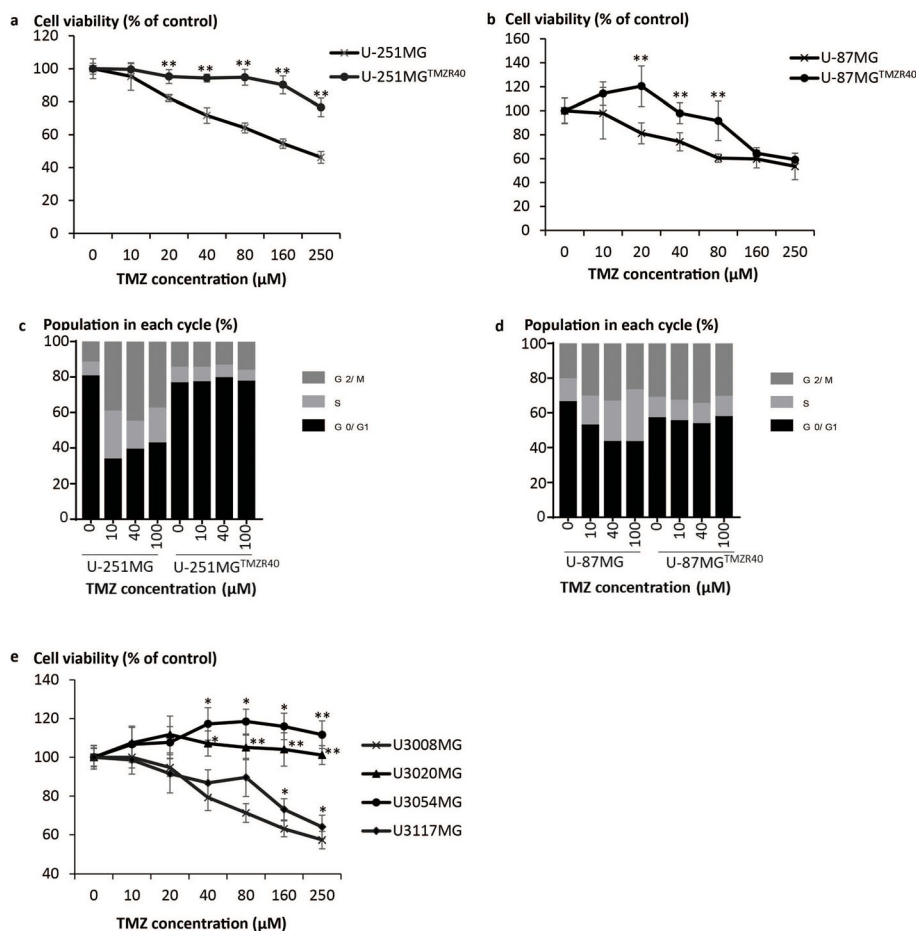 a Cell viability (% of control)
120
100
80
60
40
20
0
** ** ** ** **
U-251MG
U-251MGTMZR40
0 10 20 40 80 160 250
TMZ concentration (μM)
b Cell viability (% of control)
160
140
120
100
80
60
40
20
0
** ** **
U-87MG
U-87MGTMZR40
0 10 20 40 80 160 250
TMZ concentration (μM)
c Population in each cycle (%)
100
80
60
40
20
0
G 2/ M
S
G 0/ G1
0 10 40 100 0 10 40 100
U-251MG U-251MGTMZR40
TMZ concentration (μM)
d Population in each cycle (%)
100
80
60
40
20
0
G 2/ M
S
G 0/ G1
0 10 40 100 0 10 40 100
U-87MG U-87MGTMZR40
TMZ concentration (μM)
e Cell viability (% of control)
140
120
100
80
60
40
* * * **
* ** ** **
* *
U3008MG
U3020MG
U3054MG
U3117MG
0 10 20 40 80 160 250
TMZ concentration (μM)